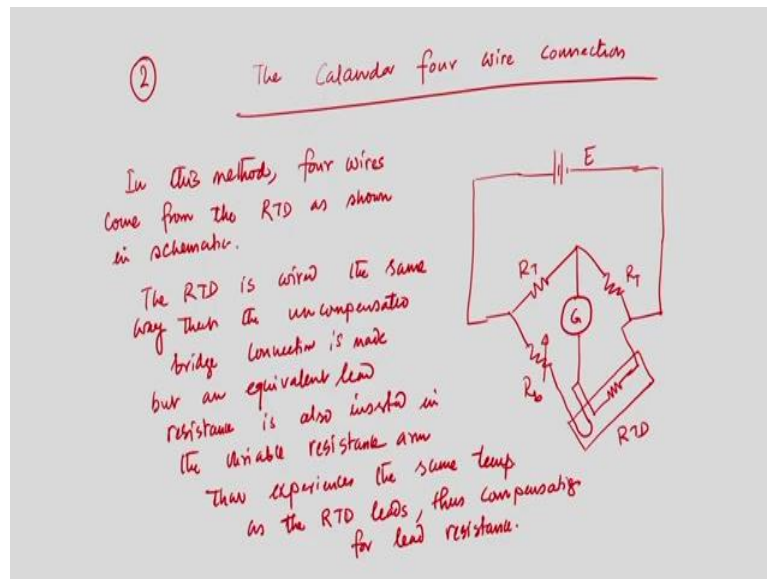 2
The Calandar four wire connection
In this method, four wires
come from the RTD as shown
in schematic.
The RTD is wired the same
way then the uncompensated
bridge connection is made
but an equivalent lead
resistance is also inserted in
the variable resistance arm
that experiences the same temp
as the RTD leads, thus compensating
for lead resistance.
E
R1
R1
G
RTD